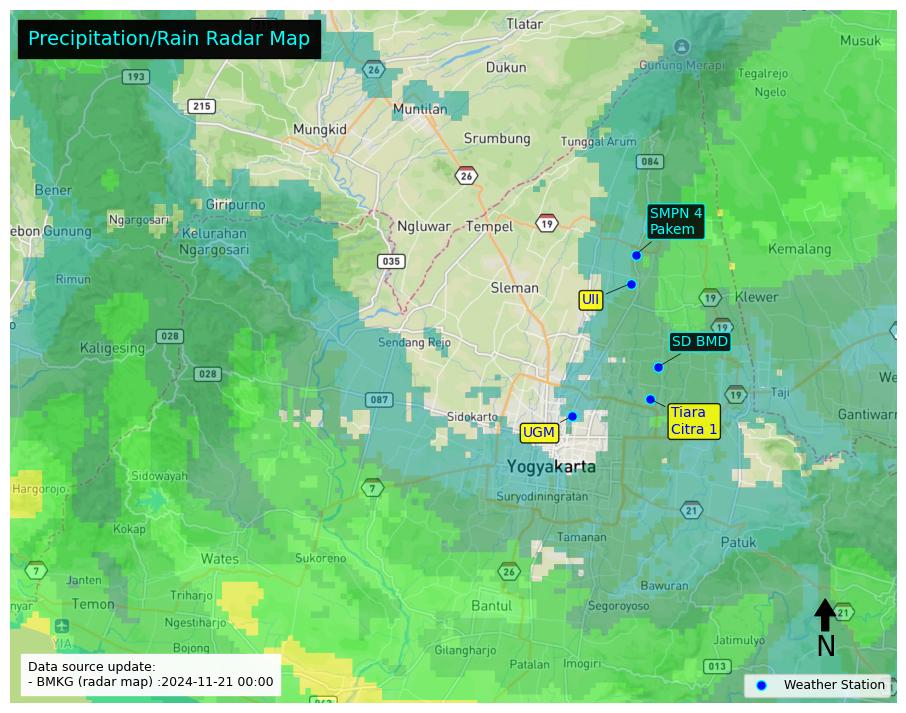 Precipitation/Rain Radar Map
Tlatar
Musuk
Gunung Merapi
Tegalrejo
Ngelo
Dukun
26
193
215
Muntilan
Mungkid
26
Srumbung
Tunggal Arum
084
Bener
Giripurno
Ngargosari
Kelurahan
Ngargosari
ebon Gunung
SMPN 4
Pakem
Ngluwar
Tempel
19
Kemalang
035
Rimun
Sleman
UII
19
Klewer
19
028
Kaligesing
Sendang Rejo
SD BMD
028
087
19
Taji
We
Sidokarto
UGM
Tiara
Citra 1
Gantiwarn
Yogyakarta
Sidowayah
Hargorojo
7
Suryodiningratan
21
Kokap
Tamanan
Patuk
Wates
Sukoreno
7
26
Janten
Bawuran
Triharjo
nyar
Temon
Bantul
Segoroyoso
21
Ngestiharjo
YIA
Bojong
Gilangharjo
Jatimulyo
N
Patalan
Imogiri
013
Data source update:
- BMKG (radar map) :2024-11-21 00:00
Weather Station